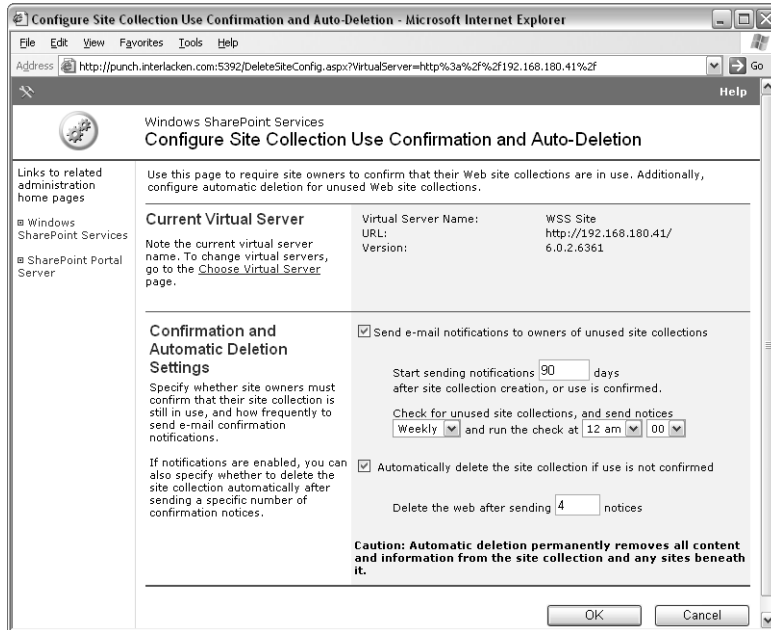 Configure Site Collection Use Confirmation and Auto-Deletion - Microsoft Internet Explorer
File Edit View Favorites Tools Help
Address http://punch.interlacken.com:5392/DeleteSiteConfig.aspx?VirtualServer=http%3a%2f%2f192.168.180.41%2f Go
Help
Windows SharePoint Services
Configure Site Collection Use Confirmation and Auto-Deletion
Links to related
administration
home pages
Windows
SharePoint Services
SharePoint Portal
Server
Use this page to require site owners to confirm that their Web site collections are in use. Additionally,
configure automatic deletion for unused Web site collections.
Current Virtual Server
Note the current virtual server
name. To change virtual servers,
go to the Choose Virtual Server
page.
Virtual Server Name: WSS Site
URL: http://192.168.180.41/
Version: 6.0.2.6361
Confirmation and
Automatic Deletion
Settings
Specify whether site owners must
confirm that their site collection is
still in use, and how frequently to
send e-mail confirmation
notifications.
If notifications are enabled, you can
also specify whether to delete the
site collection automatically after
sending a specific number of
confirmation notices.
Send e-mail notifications to owners of unused site collections
Start sending notifications 90 days
after site collection creation, or use is confirmed.
Check for unused site collections, and send notices
Weekly and run the check at 12 am 00
Automatically delete the site collection if use is not confirmed
Delete the web after sending 4 notices
Caution: Automatic deletion permanently removes all content
and information from the site collection and any sites beneath
it.
OK Cancel